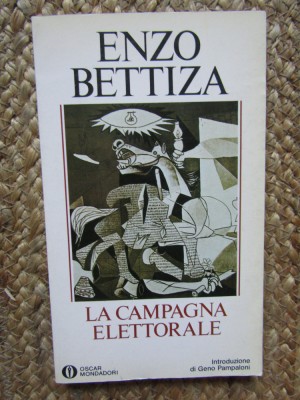 ENZO
BETTIZA
LA CAMPAGNA
ELETTORALE
OSCAR
MONDADORI
Introduzione
di Geno Pampaloni